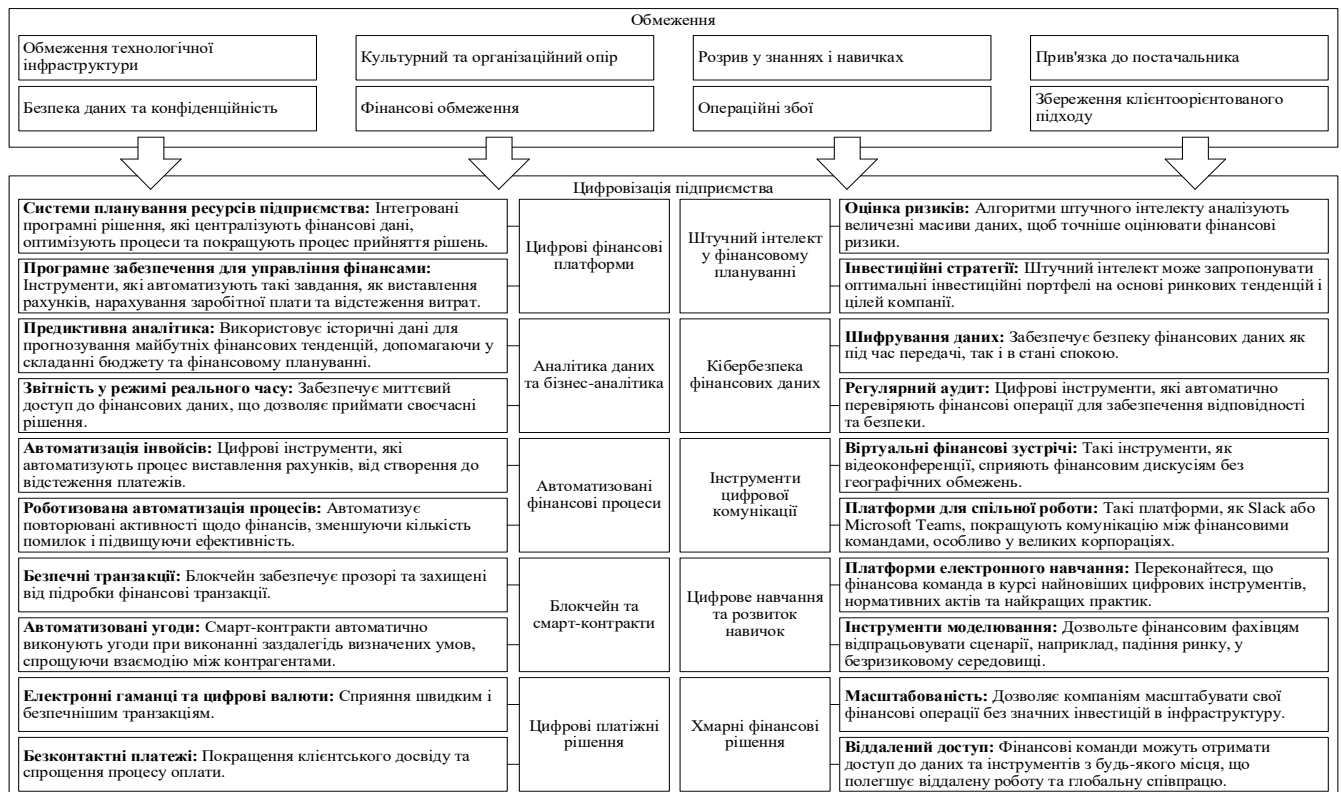 Обмеження
Обмеження технологічної
інфраструктури
Культурний та організаційний опір
Розрив у знаннях і навичках
Прив'язка до постачальника
Безпека даних та конфіденційність
Фінансові обмеження
Операційні збої
Збереження клієнтоорієнтованого
підходу
Цифровізація підприємства
Системи планування ресурсів підприємства: Інтегровані
програмні рішення, які централізують фінансові дані,
оптимізують процеси та покращують процес прийняття рішень.
Програмне забезпечення для управління фінансами:
Інструменти, які автоматизують такі завдання, як виставлення
рахунків, нарахування заробітної плати та відстеження витрат.
Цифрові фінансові
платформи
Штучний інтелект
у фінансовому
плануванні
Оцінка ризиків: Алгоритми штучного інтелекту аналізують
величезні масиви даних, щоб точніше оцінювати фінансові
ризики.
Інвестиційні стратегії: Штучний інтелект може запропонувати
оптимальні інвестиційні портфелі на основі ринкових тенденцій і
цілей компанії.
Предиктивна аналітика: Використовує історичні дані для
прогнозування майбутніх фінансових тенденцій, допомагаючи у
складанні бюджету та фінансовому плануванні.
Звітність у режимі реального часу: Забезпечує миттєвий
доступ до фінансових даних, що дозволяє приймати своєчасні
рішення.
Аналітика даних
та бізнес-аналітика
Кібербезпека
фінансових даних
Шифрування даних: Забезпечує безпеку фінансових даних як
під час передачі, так і в стані спокою.
Регулярний аудит: Цифрові інструменти, які автоматично
перевіряють фінансові операції для забезпечення відповідності
та безпеки.
Автоматизація інвойсів: Цифрові інструменти, які
автоматизують процес виставлення рахунків, від створення до
відстеження платежів.
Роботизована автоматизація процесів: Автоматизує
повторювані активності щодо фінансів, зменшуючи кількість
помилок і підвищуючи ефективність.
Автоматизовані
фінансові процеси
Інструменти
цифрової
комунікації
Віртуальні фінансові зустрічі: Такі інструменти, як
відеоконференції, сприяють фінансовим дискусіям без
географічних обмежень.
Платформи для спільної роботи: Такі платформи, як Slack або
Microsoft Teams, покращують комунікацію між фінансовими
командами, особливо у великих корпораціях.
Безпечні транзакції: Блокчейн забезпечує прозорі та захищені
від підробки фінансові транзакції.
Автоматизовані угоди: Смарт-контракти автоматично
виконують угоди при виконанні заздалегідь визначених умов,
спрощуючи взаємодію між контрагентами.
Блокчейн та
смарт-контракти
Цифрове навчання
та розвиток
навичок
Платформи електронного навчання: Переконайтеся, що
фінансова команда в курсі найновіших цифрових інструментів,
нормативних актів та найкращих практик.
Інструменти моделювання: Дозвольте фінансовим фахівцям
відпрацьовувати сценарії, наприклад, падіння ринку, у
безризиковому середовищі.
Електронні гаманці та цифрові валюти: Сприяння швидким і
безпечнішим транзакціям.
Безконтактні платежі: Покращення клієнтського досвіду та
спрощення процесу оплати.
Цифрові платіжні
рішення
Хмарні фінансові
рішення
Масштабованість: Дозволяє компаніям масштабувати свої
фінансові операції без значних інвестицій в інфраструктуру.
Віддалений доступ: Фінансові команди можуть отримати
доступ до даних та інструментів з будь-якого місця, що
полегшує віддалену роботу та глобальну співпрацю.